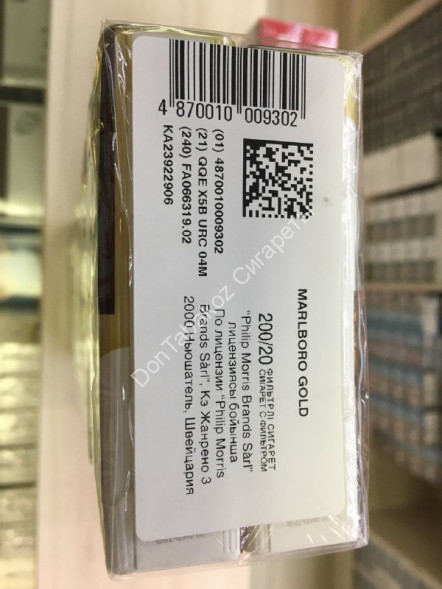 4 870010 009302
(01) 4870010009302
(21) QQE X5B URC 04M
(240) FA066319.02
KA23922906
MARLBORO GOLD
200/20 ФИЛЬТРЛІ СИГАРЕТ
СИГАРЕТ С ФИЛЬТРОМ
"Philip Morris Brands Sàrl"
лицензиясы бойынша
По лицензии "Philip Morris
Brands Sàrl", Кэ Жанрено 3
2000 Ньюшатель, Швейцария
DonTabakoz Сигареты